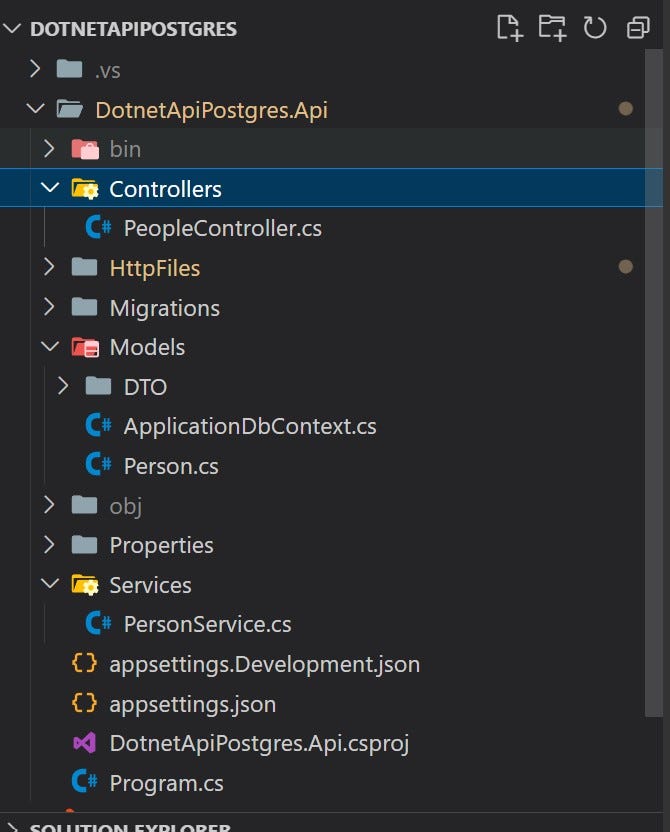 DOTNETAPIPOSTGRES
.vs
DotnetApiPostgres.Api
bin
Controllers
C# PeopleController.cs
HttpFiles
Migrations
Models
DTO
C# ApplicationDbContext.cs
C# Person.cs
obj
Properties
Services
C# PersonService.cs
{} appsettings.Development.json
{} appsettings.json
DotnetApiPostgres.Api.csproj
C# Program.cs
SOLUTION EXPLORER